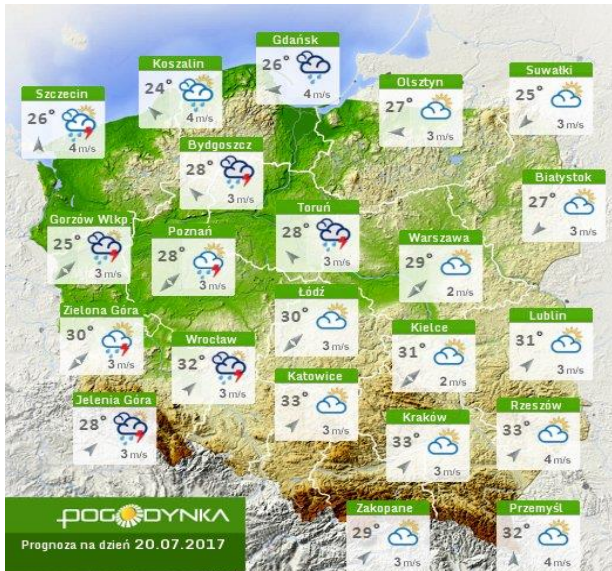 Gdańsk
26°
4 m/s
Koszalin
24°
4 m/s
Suwałki
25°
3 m/s
Olsztyn
27°
3 m/s
Szczecin
26°
4 m/s
Bydgoszcz
28°
3 m/s
Białystok
27°
3 m/s
Toruń
28°
3 m/s
Gorzów Wlkp
25°
3 m/s
Poznań
28°
3 m/s
Warszawa
29°
2 m/s
Łódź
30°
3 m/s
Zielona Góra
30°
3 m/s
Lublin
31°
3 m/s
Kielce
31°
2 m/s
Wrocław
32°
3 m/s
Katowice
33°
3 m/s
Jelenia Góra
28°
3 m/s
Rzeszów
33°
4 m/s
Kraków
33°
3 m/s
Zakopane
29°
3 m/s
Przemyśl
32°
4 m/s
POGODYNKA
Prognoza na dzień 20.07.2017